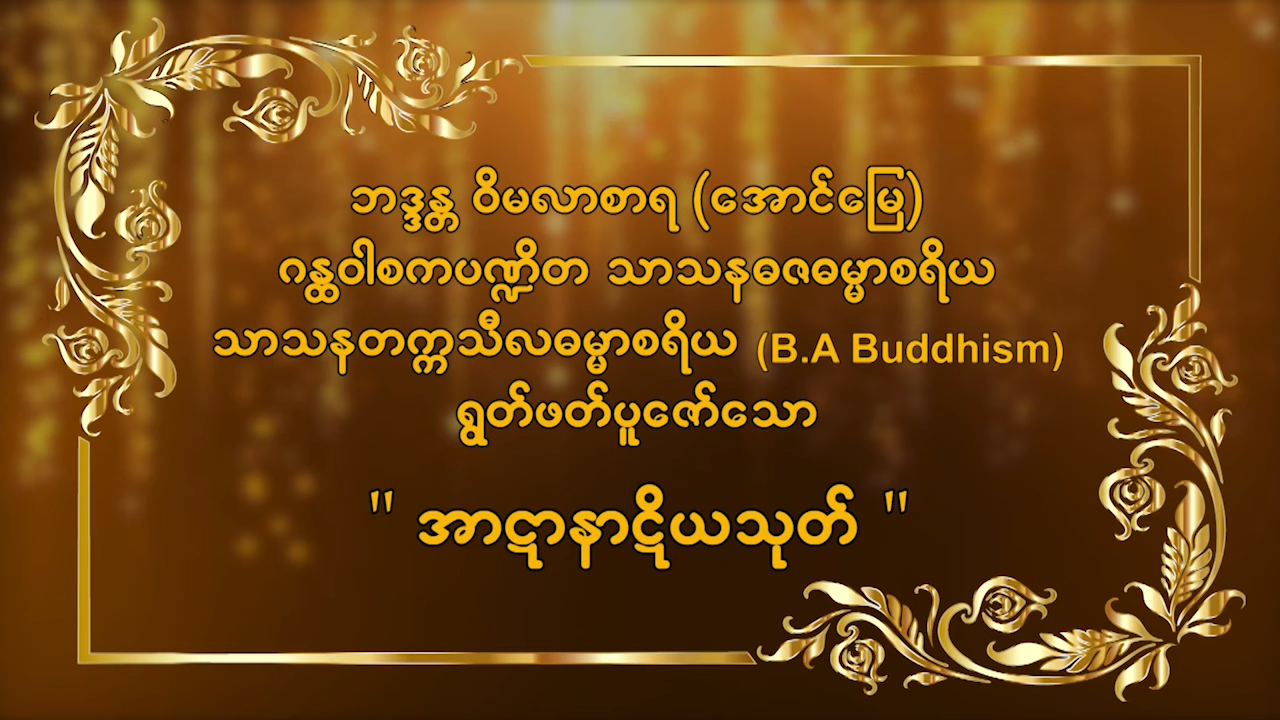 ဘဒ္ဒန္တ ဝိမလာစာရ (အောင်မြေ)
ဂန္ထဝါစကပဏ္ဍိတ သာသနဓဇဓမ္မာစရိယ
သာသနတက္ကသီလဓမ္မာစရိယ (B.A Buddhism)
ရွတ်ဖတ်ပူဇော်သော
" အာဋာနာဋိယသုတ် "